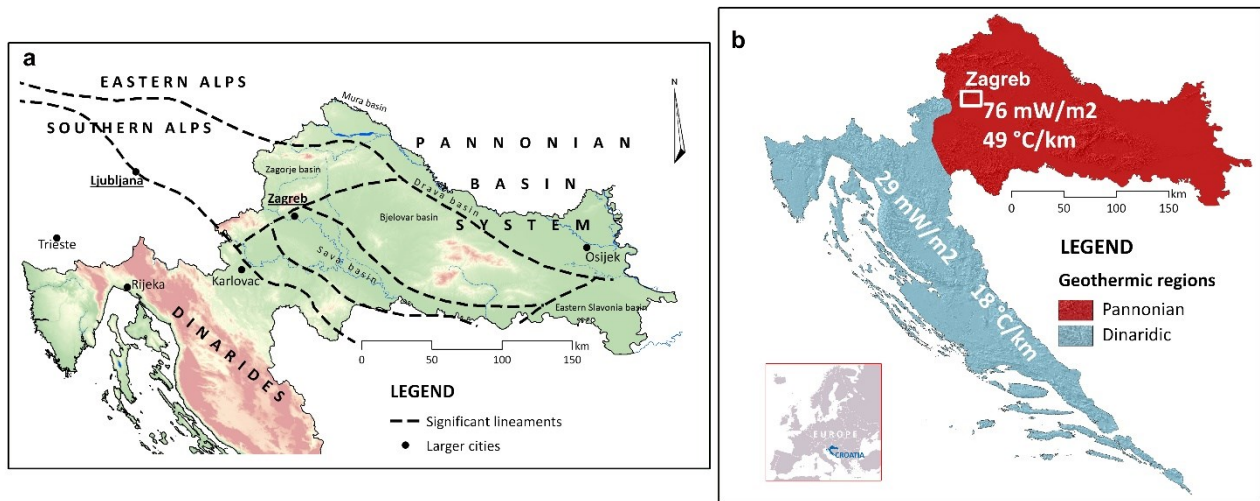 a
EASTERN ALPS
SOUTHERN ALPS
Mura basin
N
PANNONIAN
BASIN
SYSTEM
Ljubljana
Zagorje basin
Drava basin
Zagreb
Bjelovar basin
Trieste
Sava basin
Osijek
Karlovac
Rijeka
Eastern Slavonia basin
DINARIDES
km
0 50 100 150
LEGEND
Significant lineaments
Larger cities
b
Zagreb
76 mW/m2
49 °C/km
29 mW/m2
18°C/km
km
0 50 100 150
LEGEND
Geothermic regions
Pannonian
Dinaridic
EUROPE
CROATIA